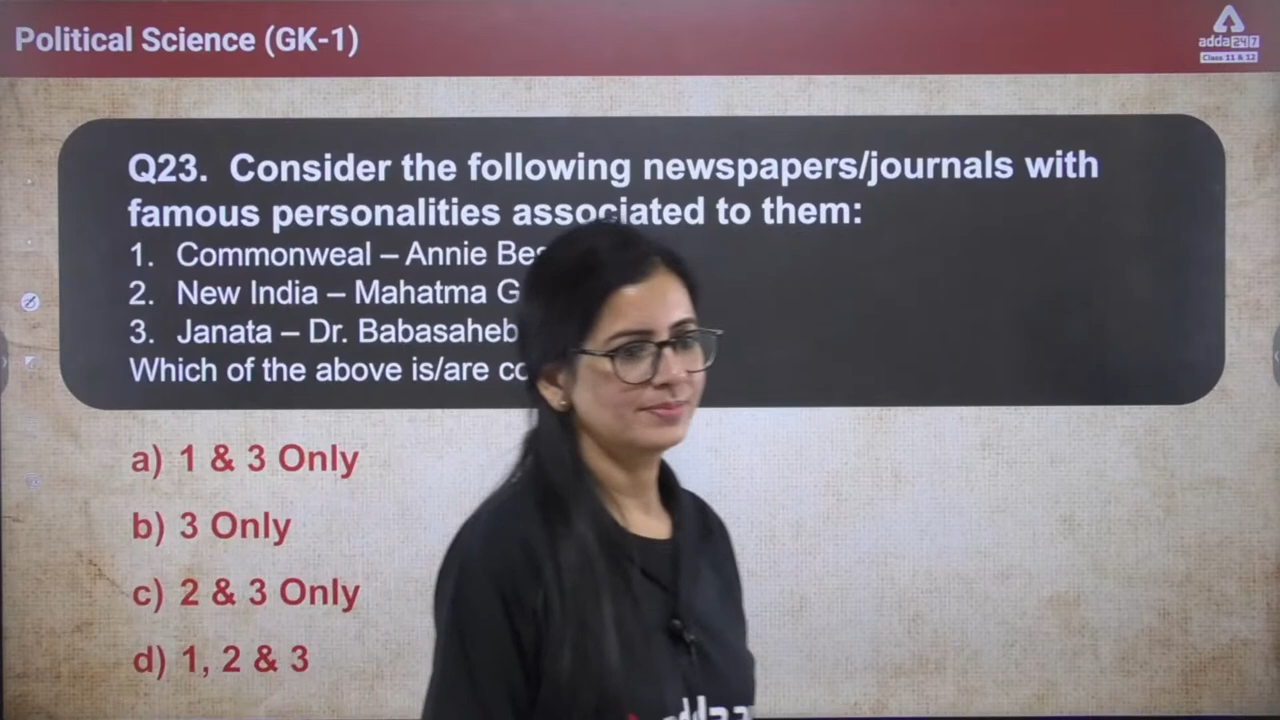 Political Science (GK-1)
adda247
Class 11 & 12
Q23. Consider the following newspapers/journals with
famous personalities associated to them:
1. Commonweal – Annie
2. New India – Mahatma
3. Janata – Dr. Babasaheb
Which of the above is/are
a) 1 & 3 Only
b) 3 Only
c) 2 & 3 Only
d) 1, 2 & 3